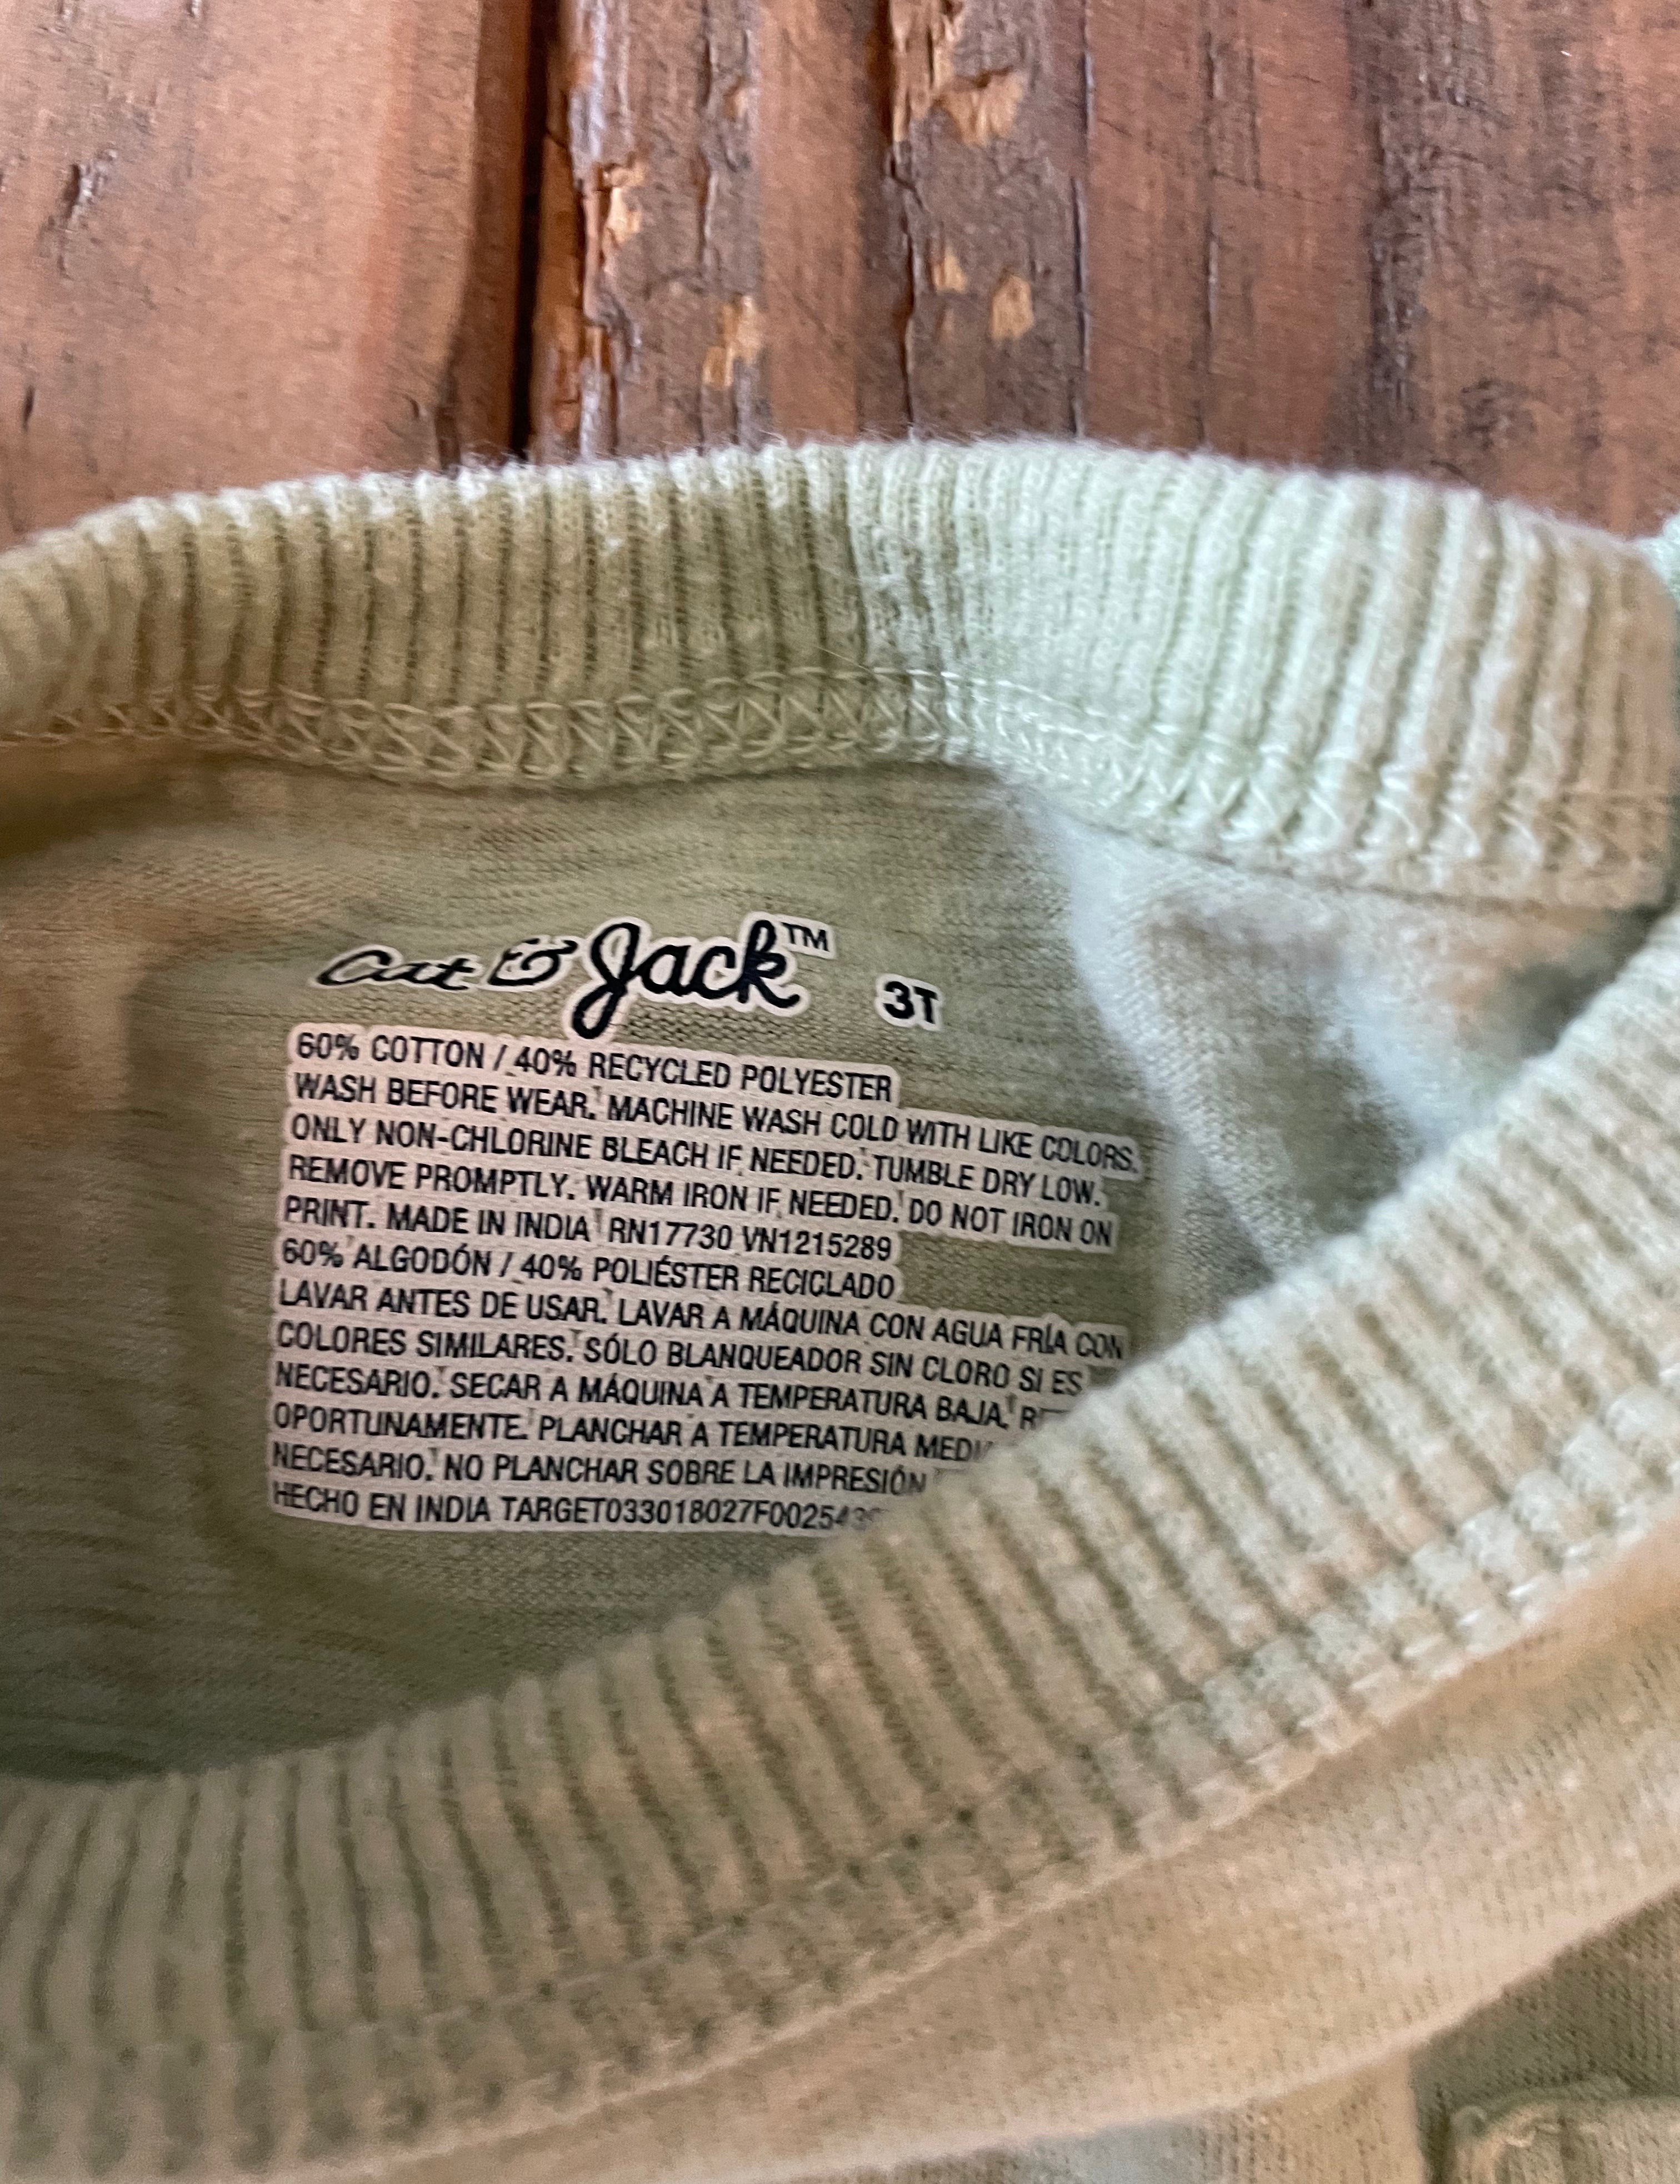 Cat & Jack™ 3T
60% COTTON / 40% RECYCLED POLYESTER
WASH BEFORE WEAR. MACHINE WASH COLD WITH LIKE COLORS.
ONLY NON-CHLORINE BLEACH IF NEEDED. TUMBLE DRY LOW.
REMOVE PROMPTLY. WARM IRON IF NEEDED. DO NOT IRON ON
PRINT. MADE IN INDIA RN17730 VN1215289
60% ALGODÓN / 40% POLIÉSTER RECICLADO
LAVAR ANTES DE USAR. LAVAR A MÁQUINA CON AGUA FRÍA CON
COLORES SIMILARES. SÓLO BLANQUEADOR SIN CLORO SI ES
NECESARIO. SECAR A MÁQUINA A TEMPERATURA BAJA.
OPORTUNAMENTE. PLANCHAR A TEMPERATURA
NECESARIO. NO PLANCHAR SOBRE LA IMPRESIÓN
HECHO EN INDIA